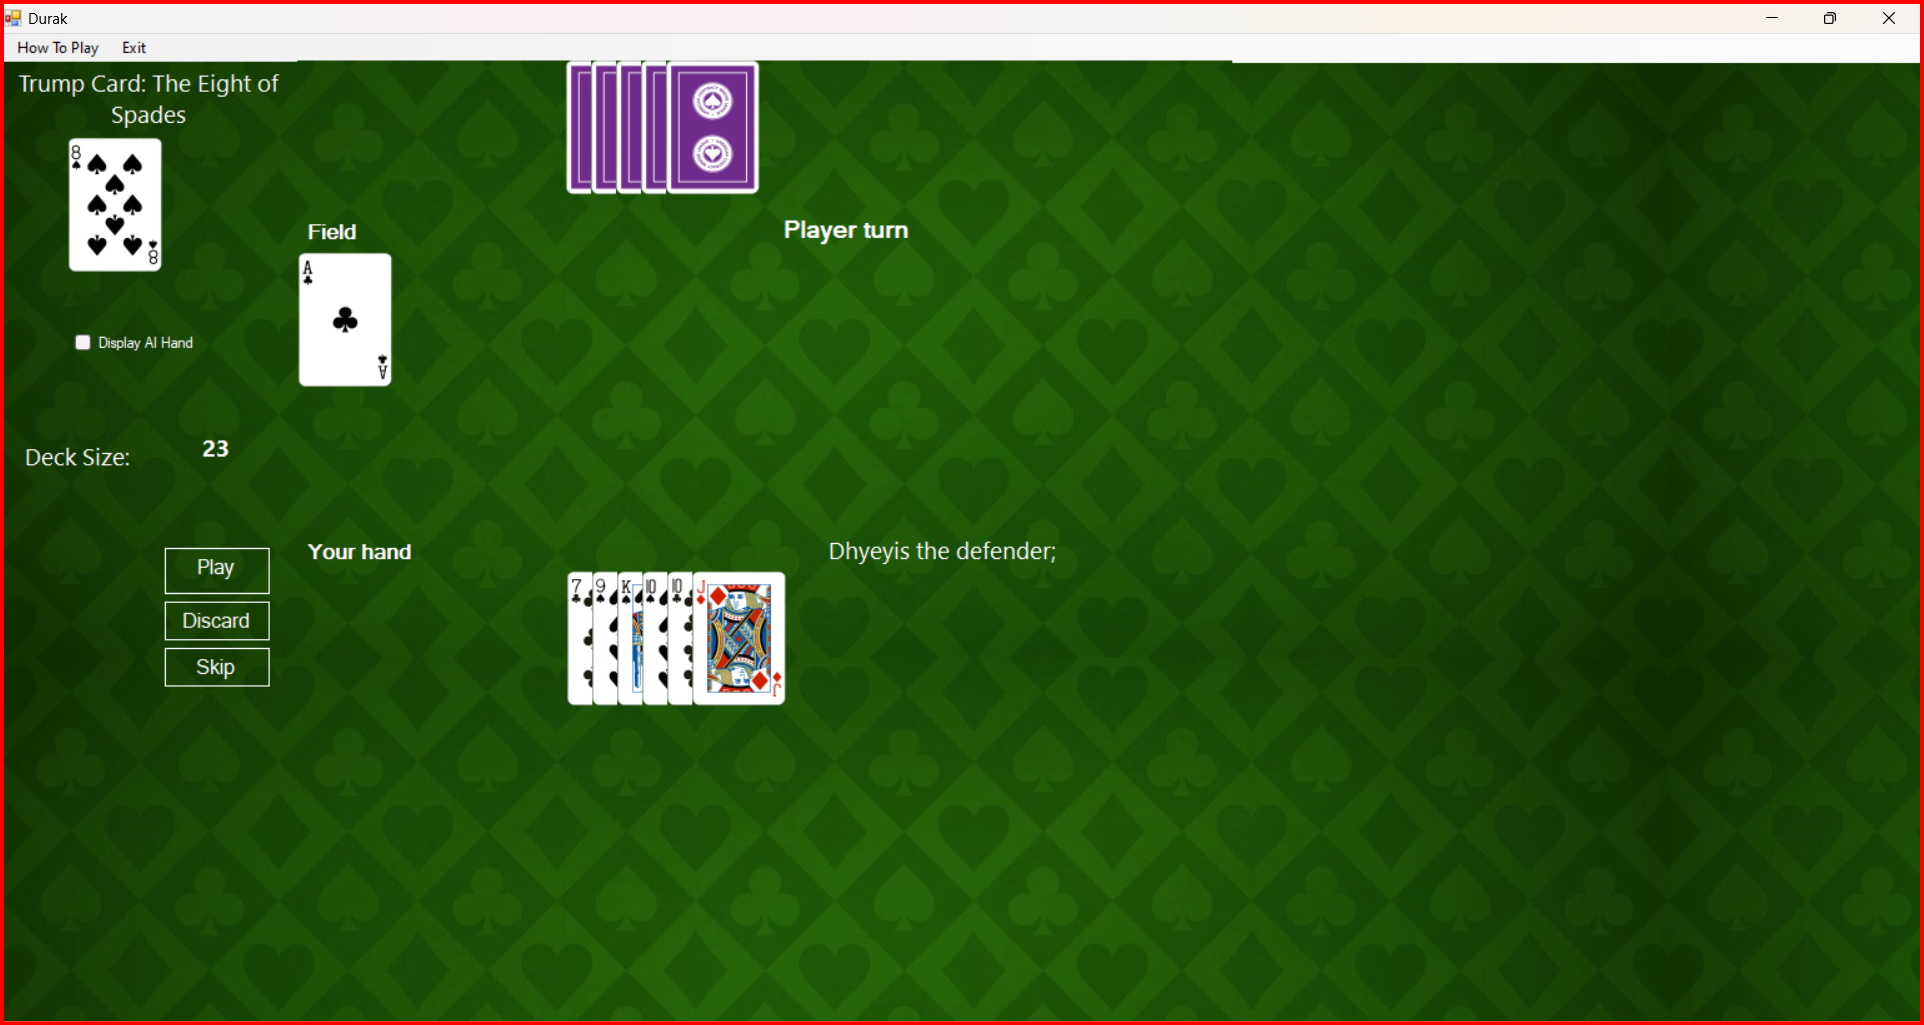 Durak
How To Play Exit
Trump Card: The Eight of
Spades
8
8
Field
Player turn
A
A
Display AI Hand
Deck Size: 23
Your hand
Dhyeyis the defender;
Play
Discard
Skip
7 9 K 10 10 J
J